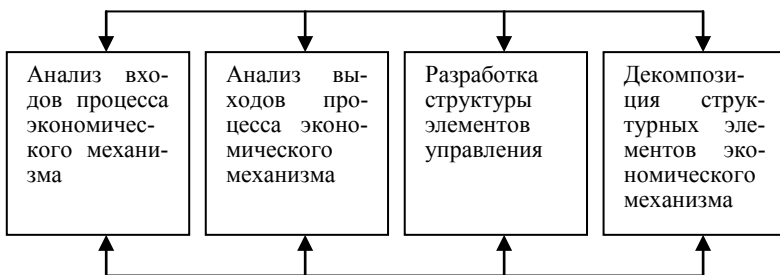 Анализ вхо-
дов процесса
экономичес-
кого механи-
зма
Анализ вы-
ходов про-
цесса эконо-
мического
механизма
Разработка
структуры
элементов
управления
Декомпози-
ция струк-
турных эле-
ментов эко-
номического
механизма